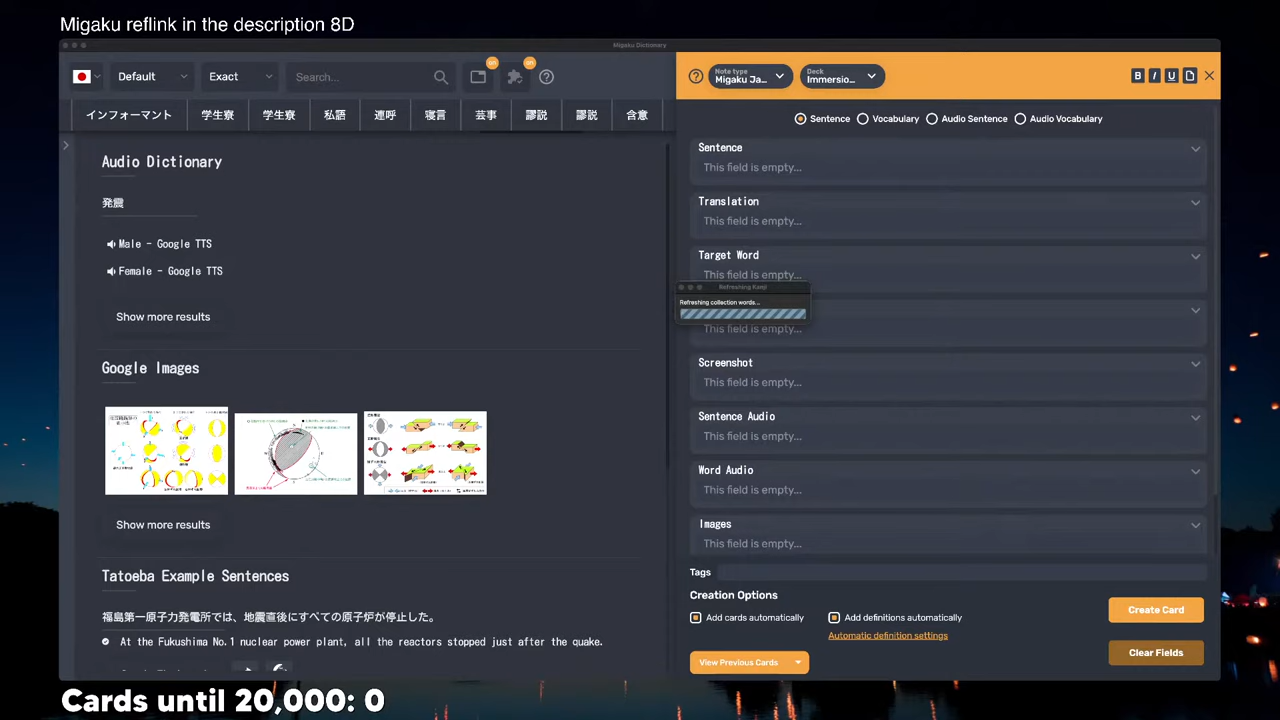 Migaku reflink in the description 8D
Migaku Dictionary
Default
Exact
Search...
on
on
インフォーマント
学生寮
学生寮
私語
連呼
寝言
芸事
謬説
謬説
含意
Audio Dictionary
発震
Male - Google TTS
Female - Google TTS
Show more results
Google Images
Show more results
Tatoeba Example Sentences
福島第一原子力発電所では、地震直後にすべての原子炉が停止した。
At the Fukushima No.1 nuclear power plant, all the reactors stopped just after the quake.
Note type
Migaku Ja...
Deck
Immersio...
B I U
Sentence
Vocabulary
Audio Sentence
Audio Vocabulary
Sentence
This field is empty...
Translation
This field is empty...
Target Word
This field is empty...
Refreshing Kanji
Refreshing collection words...
This field is empty...
Screenshot
This field is empty...
Sentence Audio
This field is empty...
Word Audio
This field is empty...
Images
This field is empty...
Tags
Creation Options
Add cards automatically
Add definitions automatically
Automatic definition settings
Create Card
View Previous Cards
Clear Fields
Cards until 20,000: 0